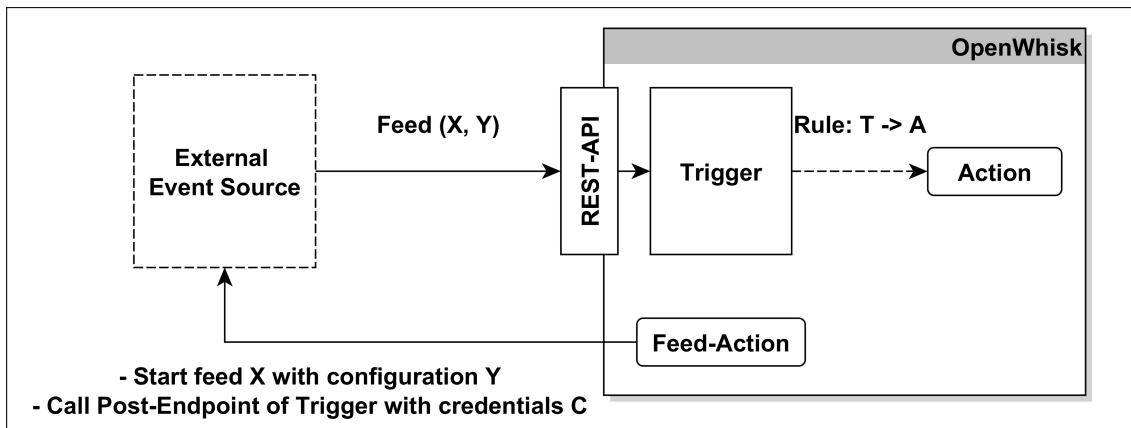 OpenWhisk
Feed (X, Y)
Rule: T -> A
External
Event Source
REST-API
Trigger
Action
Feed-Action
- Start feed X with configuration Y
- Call Post-Endpoint of Trigger with credentials C